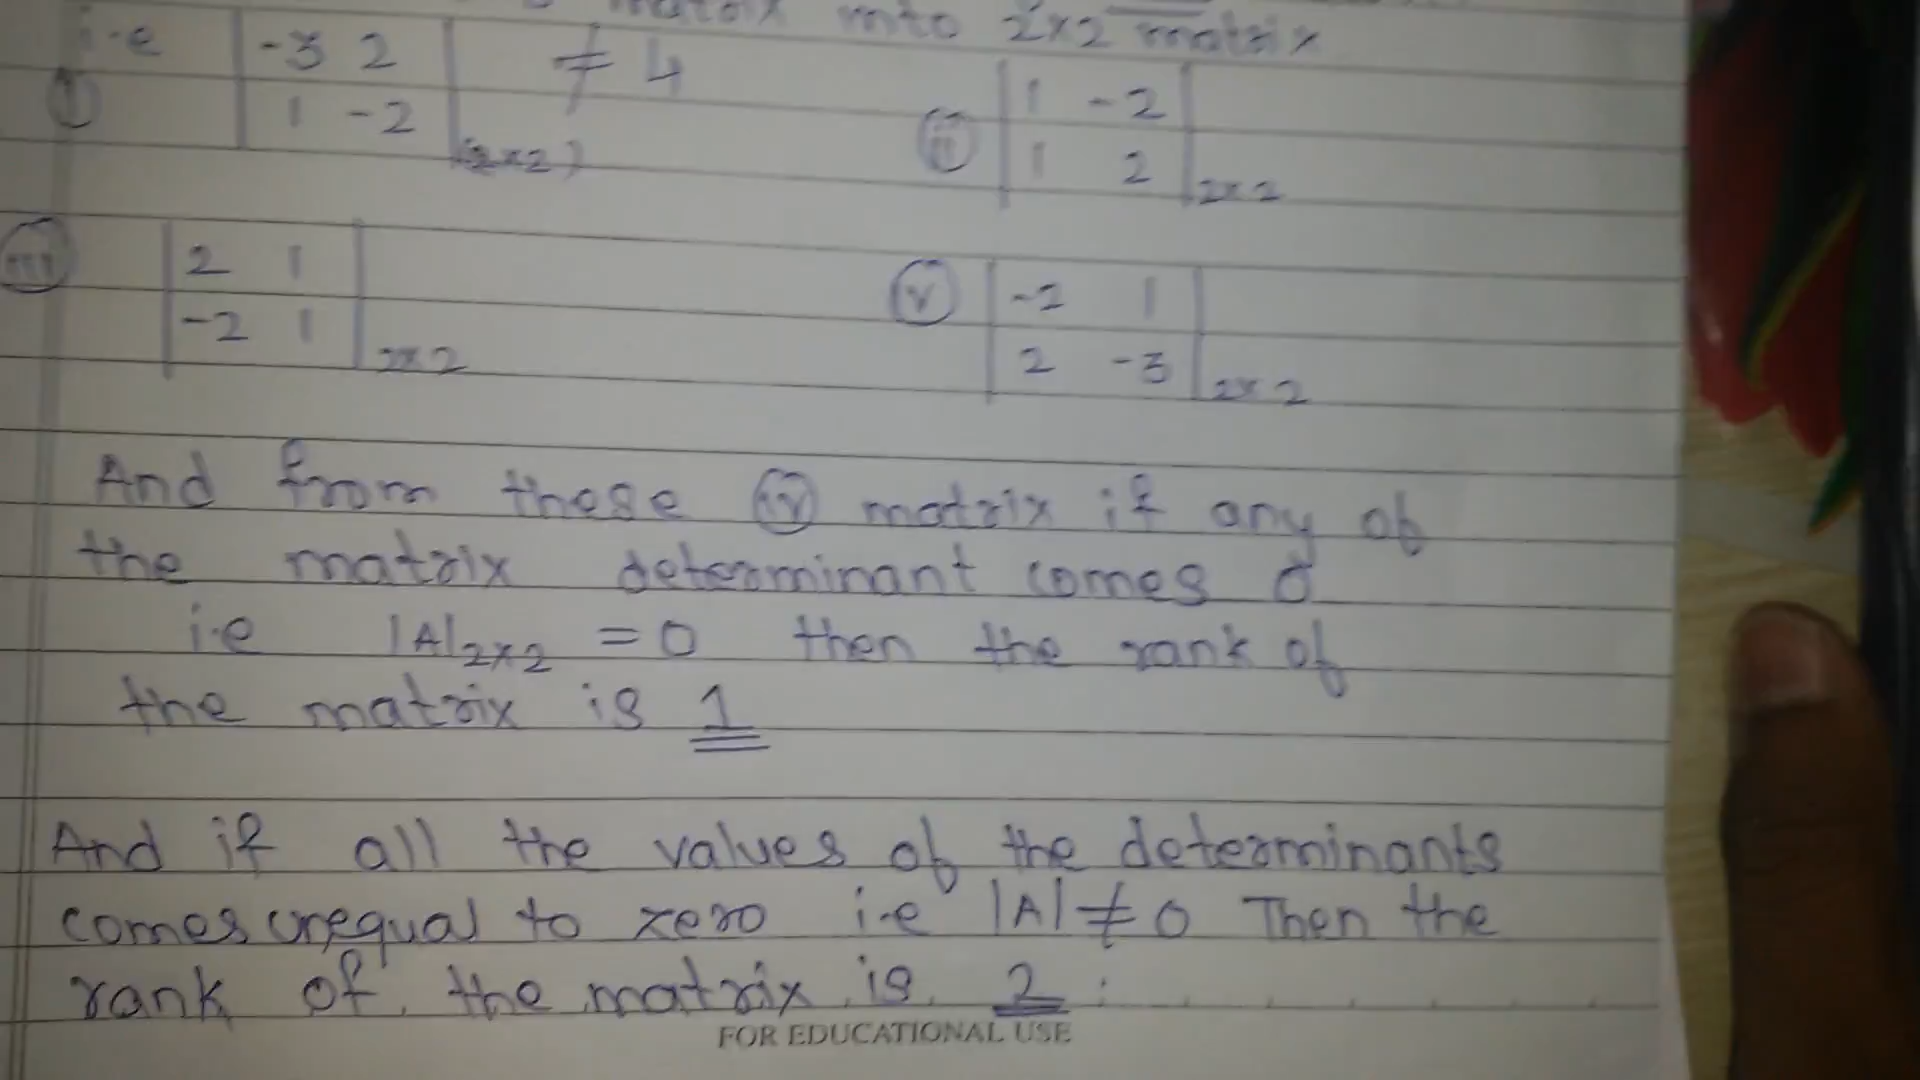 matrix into 2x2 matrix
i-e | -3 2 | ≠ 4
(i) | 1 -2 | (2x2)
(ii) | 1 -2 |
| 1 2 | 2x2
(iii) | 2 1 |
| -2 1 | 2x2
(v) | -2 1 |
| 2 -3 | 2x2
And from these (iv) matrix if any of
the matrix determinant comes 0
i.e |A|2x2 = 0 then the rank of
the matrix is 1
And if all the values of the determinants
comes unequal to zero i-e |A| ≠ 0 Then the
rank of the matrix is 2
FOR EDUCATIONAL USE